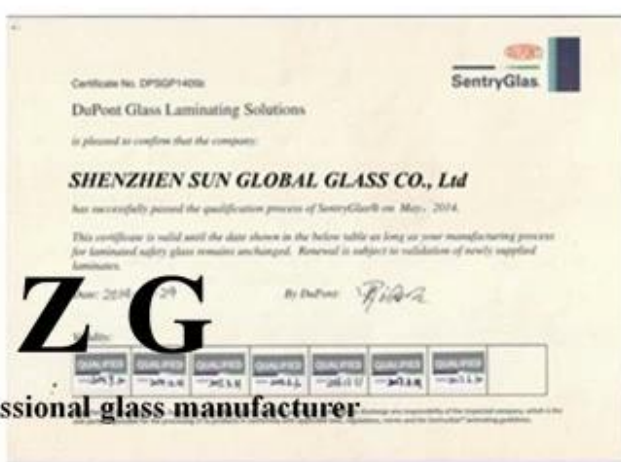 DU PONT
SentryGlas
Certificate No. DPSGP1405b
DuPont Glass Laminating Solutions
is pleased to confirm that the company:
SHENZHEN SUN GLOBAL GLASS CO., Ltd
has successfully passed the qualification process of SentryGlas® on May, 2014.
This certificate is valid until the date shown in the below table as long as your manufacturing process
for laminated safety glass remains unchanged. Renewal is subject to validation of newly supplied
laminates.
By DuPont:
Z G
QUALIFIED QUALIFIED QUALIFIED QUALIFIED QUALIFIED QUALIFIED QUALIFIED
ssional glass manufacturer